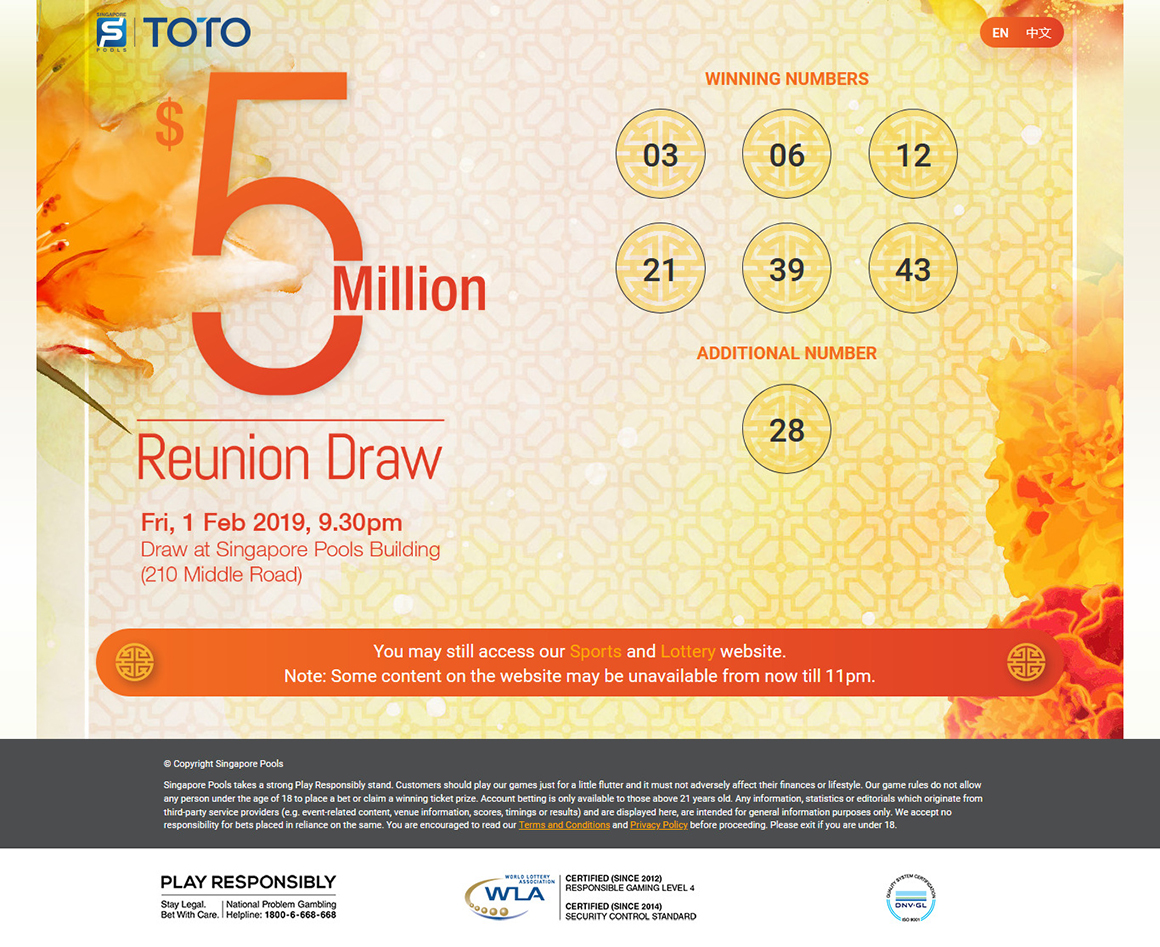 SINGAPORE
S
POOLS
TOTO
EN 中文
$5
Million
Reunion Draw
Fri, 1 Feb 2019, 9.30pm
Draw at Singapore Pools Building
(210 Middle Road)
WINNING NUMBERS
03 06 12
21 39 43
ADDITIONAL NUMBER
28
You may still access our Sports and Lottery website.
Note: Some content on the website may be unavailable from now till 11pm.
© Copyright Singapore Pools
Singapore Pools takes a strong Play Responsibly stand. Customers should play our games just for a little flutter and it must not adversely affect their finances or lifestyle. Our game rules do not allow
any person under the age of 18 to place a bet or claim a winning ticket prize. Account betting is only available to those above 21 years old. Any information, statistics or editorials which originate from
third-party service providers (e.g. event-related content, venue information, scores, timings or results) and are displayed here, are intended for general information purposes only. We accept no
responsibility for bets placed in reliance on the same. You are encouraged to read our Terms and Conditions and Privacy Policy before proceeding. Please exit if you are under 18.
PLAY RESPONSIBLY
Stay Legal.
Bet With Care.
National Problem Gambling
Helpline: 1800-6-668-668
WORLD LOTTERY
ASSOCIATION
WLA
CERTIFIED (SINCE 2012)
RESPONSIBLE GAMING LEVEL 4
CERTIFIED (SINCE 2014)
SECURITY CONTROL STANDARD
QUALITY SYSTEM CERTIFICATION
DNV·GL
ISO 9001